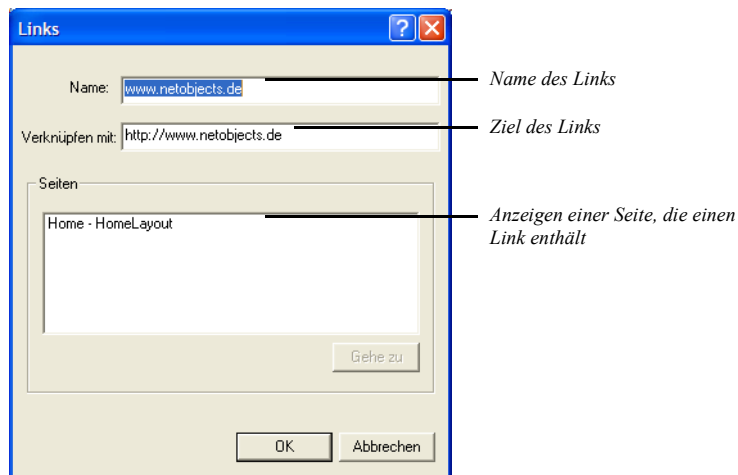 Links
Name: www.netobjects.de
Name des Links
Verknüpfen mit: http://www.netobjects.de
Ziel des Links
Seiten
Home - HomeLayout
Anzeigen einer Seite, die einen
Link enthält
Gehe zu
OK
Abbrechen